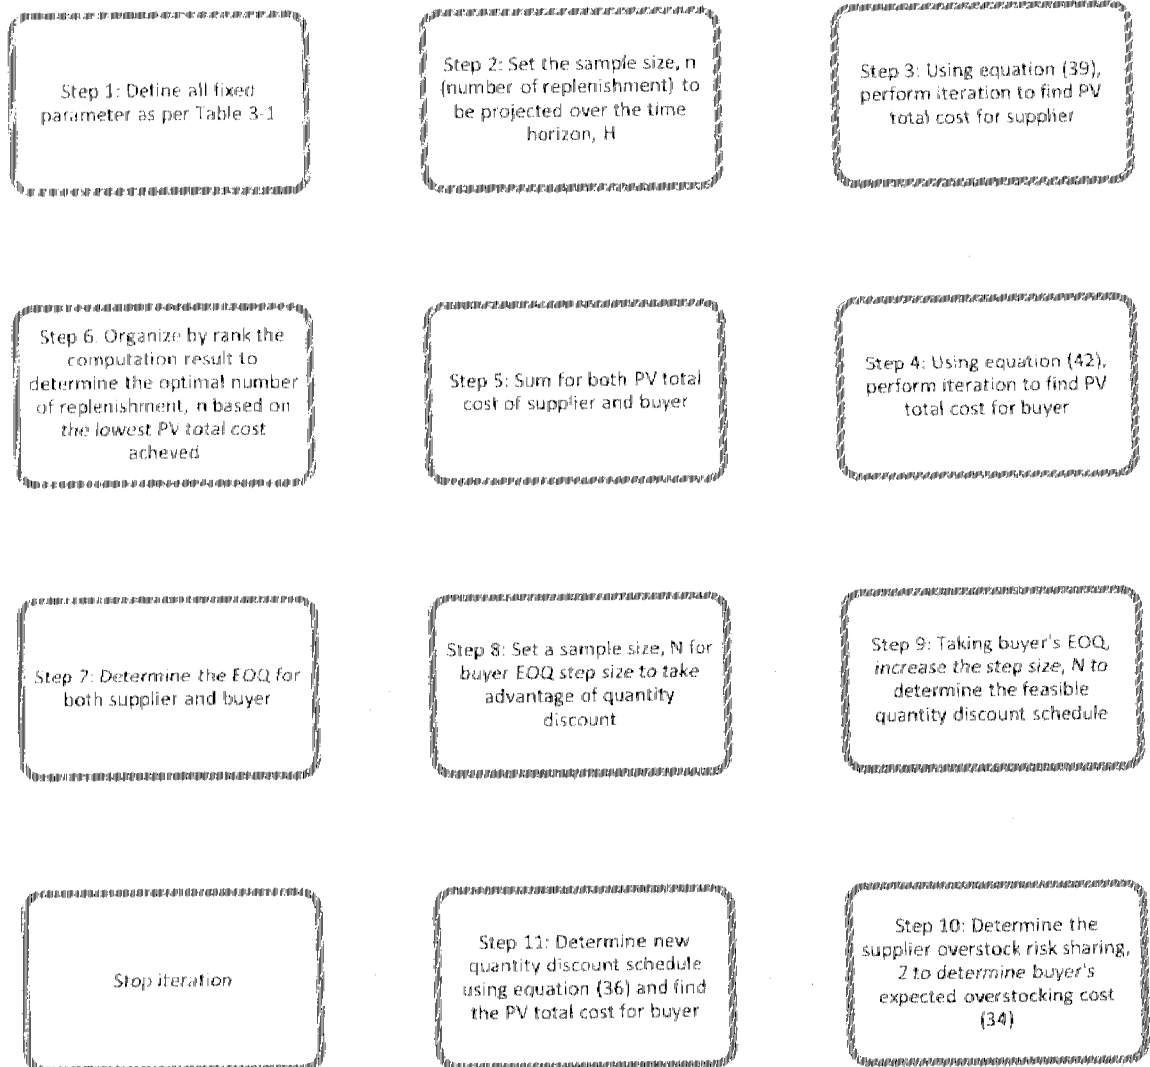 Step 1: Define all fixed
parameter as per Table 3-1
Step 2: Set the sample size, n
(number of replenishment) to
be projected over the time
horizon, H
Step 3: Using equation (39),
perform iteration to find PV
total cost for supplier
Step 4: Using equation (42),
perform iteration to find PV
total cost for buyer
Step 5: Sum for both PV total
cost of supplier and buyer
Step 6. Organize by rank the
computation result to
determine the optimal number
of replenishment, n based on
the lowest PV total cost
acheved
Step 7: Determine the EOQ for
both supplier and buyer
Step 8: Set a sample size, N for
buyer EOQ step size to take
advantage of quantity
discount
Step 9: Taking buyer's EOQ,
increase the step size, N to
determine the feasible
quantity discount schedule
Step 10: Determine the
supplier overstock risk sharing,
Z to determine buyer's
expected overstocking cost
(34)
Step 11: Determine new
quantity discount schedule
using equation (36) and find
the PV total cost for buyer
Stop iteration